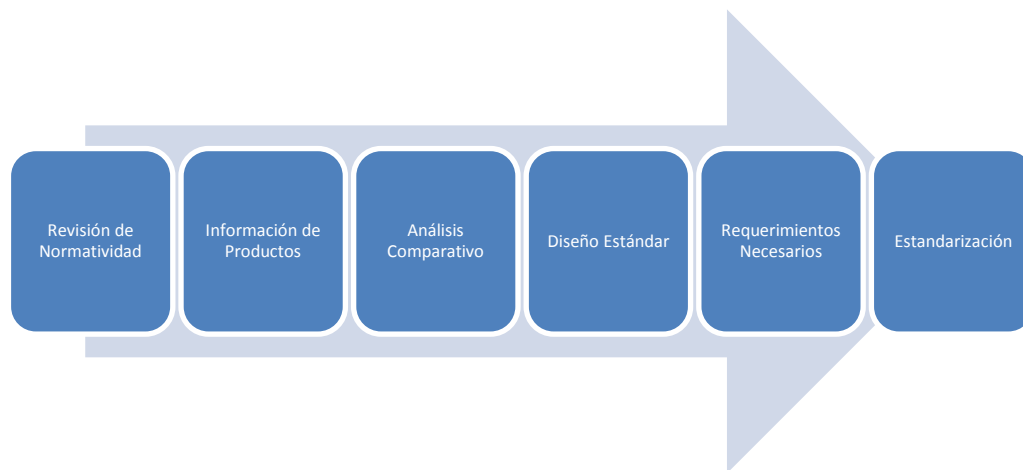 Revisión de
Normatividad
Información de
Productos
Análisis
Comparativo
Diseño Estándar
Requerimientos
Necesarios
Estandarización